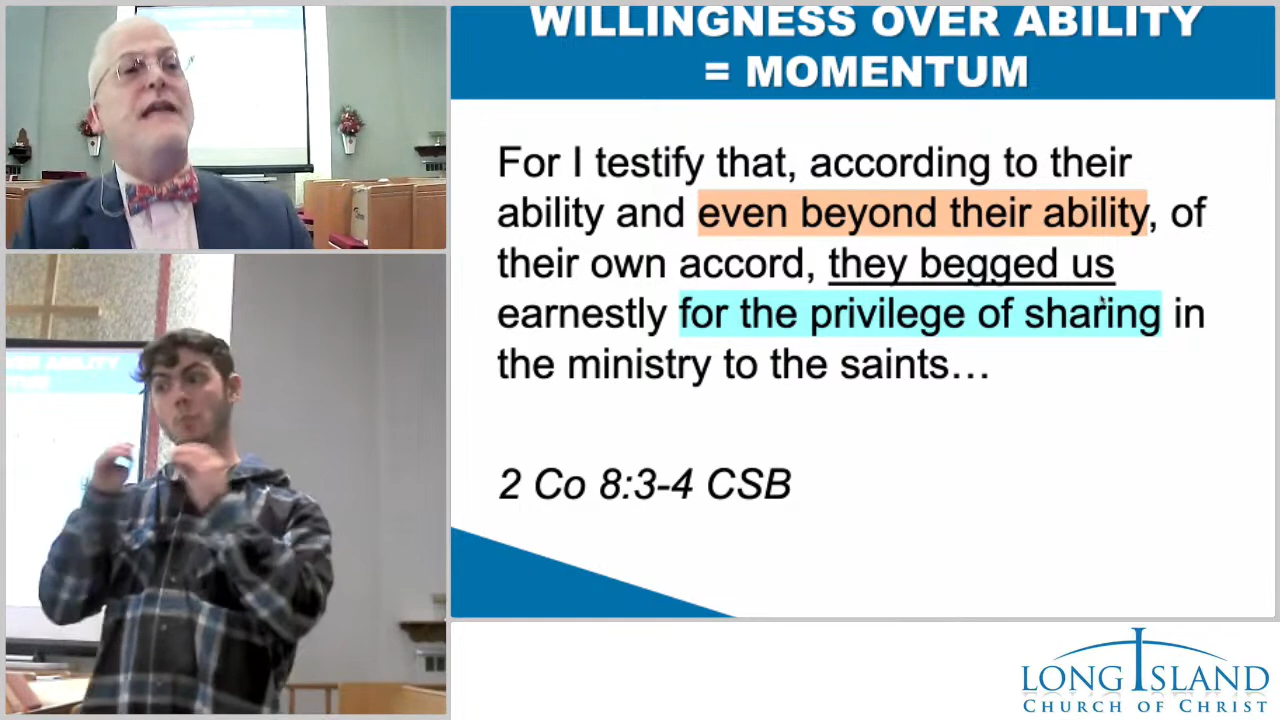 WILLINGNESS OVER ABILITY
= MOMENTUM
For I testify that, according to their
ability and even beyond their ability, of
their own accord, they begged us
earnestly for the privilege of sharing in
the ministry to the saints…
2 Co 8:3-4 CSB
EN ABILITY
LONG ISLAND
CHURCH OF CHRIST